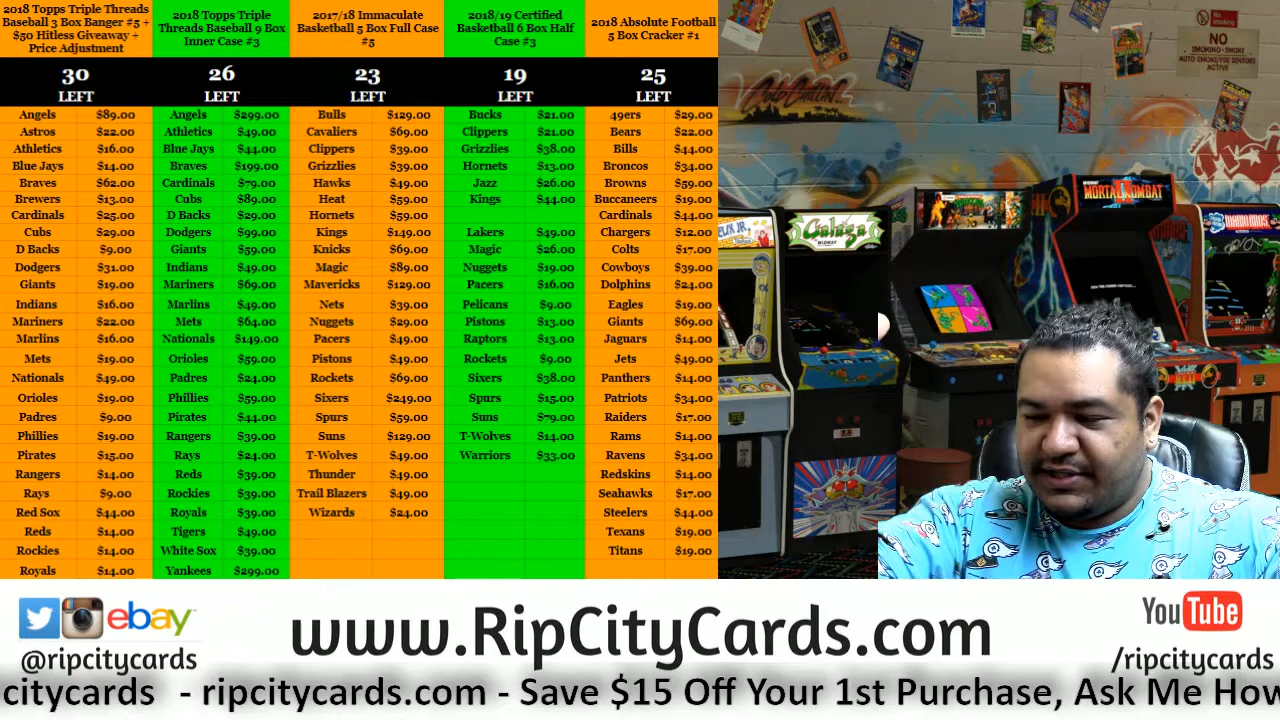 2018 Topps Triple Threads
Baseball 3 Box Banger #5 +
$50 Hitless Giveaway +
Price Adjustment
30
LEFT
Angels $89.00
Astros $22.00
Athletics $16.00
Blue Jays $14.00
Braves $62.00
Brewers $13.00
Cardinals $25.00
Cubs $29.00
D Backs $9.00
Dodgers $31.00
Giants $19.00
Indians $16.00
Mariners $22.00
Marlins $16.00
Mets $19.00
Nationals $49.00
Orioles $19.00
Padres $9.00
Phillies $19.00
Pirates $15.00
Rangers $14.00
Rays $9.00
Red Sox $44.00
Reds $14.00
Rockies $14.00
Royals $14.00
2018 Topps Triple
Threads Baseball 9 Box
Inner Case #3
26
LEFT
Angels $299.00
Athletics $49.00
Blue Jays $44.00
Braves $199.00
Cardinals $79.00
Cubs $89.00
D Backs $29.00
Dodgers $99.00
Giants $59.00
Indians $49.00
Mariners $69.00
Marlins $49.00
Mets $64.00
Nationals $149.00
Orioles $59.00
Padres $24.00
Phillies $59.00
Pirates $44.00
Rangers $39.00
Rays $24.00
Reds $39.00
Rockies $39.00
Royals $39.00
Tigers $49.00
White Sox $39.00
Yankees $299.00
2017/18 Immaculate
Basketball 5 Box Full Case
#5
23
LEFT
Bulls $129.00
Cavaliers $69.00
Clippers $39.00
Grizzlies $39.00
Hawks $49.00
Heat $59.00
Hornets $59.00
Kings $149.00
Knicks $69.00
Magic $89.00
Mavericks $129.00
Nets $39.00
Nuggets $29.00
Pacers $49.00
Pistons $49.00
Rockets $69.00
Sixers $249.00
Spurs $59.00
Suns $129.00
T-Wolves $49.00
Thunder $49.00
Trail Blazers $49.00
Wizards $24.00
2018/19 Certified
Basketball 6 Box Half
Case #3
19
LEFT
Bucks $21.00
Clippers $21.00
Grizzlies $38.00
Hornets $13.00
Jazz $26.00
Kings $44.00
Lakers $49.00
Magic $26.00
Nuggets $19.00
Pacers $16.00
Pelicans $9.00
Pistons $13.00
Raptors $13.00
Rockets $9.00
Sixers $38.00
Spurs $15.00
Suns $79.00
T-Wolves $14.00
Warriors $33.00
2018 Absolute Football
5 Box Cracker #1
25
LEFT
49ers $29.00
Bears $22.00
Bills $44.00
Broncos $34.00
Browns $59.00
Buccaneers $19.00
Cardinals $44.00
Chargers $12.00
Colts $17.00
Cowboys $39.00
Dolphins $24.00
Eagles $19.00
Giants $69.00
Jaguars $14.00
Jets $49.00
Panthers $14.00
Patriots $34.00
Raiders $17.00
Rams $14.00
Ravens $34.00
Redskins $14.00
Seahawks $17.00
Steelers $44.00
Texans $19.00
Titans $19.00
No smoking
NO
SMOKING-SMOKE
AUTO SMOKE/FIRE SENSORS
ACTIVE
JR.
Galaga
MIDWAY
MORTAL KOMBAT
MARIO BROS.
ebay
@ripcitycards
www.RipCityCards.com
YouTube
/ripcitycards
citycards - ripcitycards.com - Save $15 Off Your 1st Purchase, Ask Me How